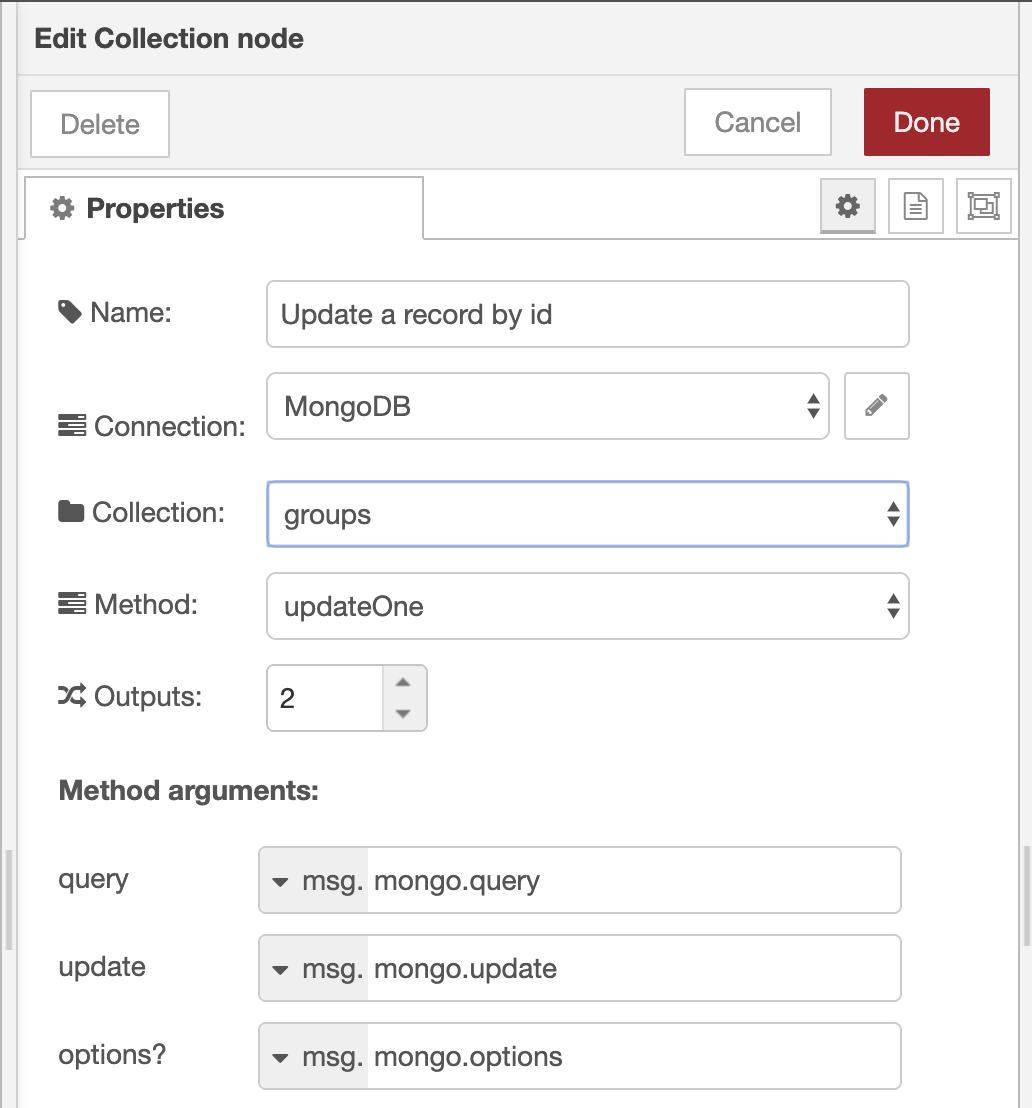 Edit Collection node
Delete Cancel Done
Properties
Name: Update a record by id
Connection: MongoDB
Collection: groups
Method: updateOne
Outputs: 2
Method arguments:
query msg. mongo.query
update msg. mongo.update
options? msg. mongo.options